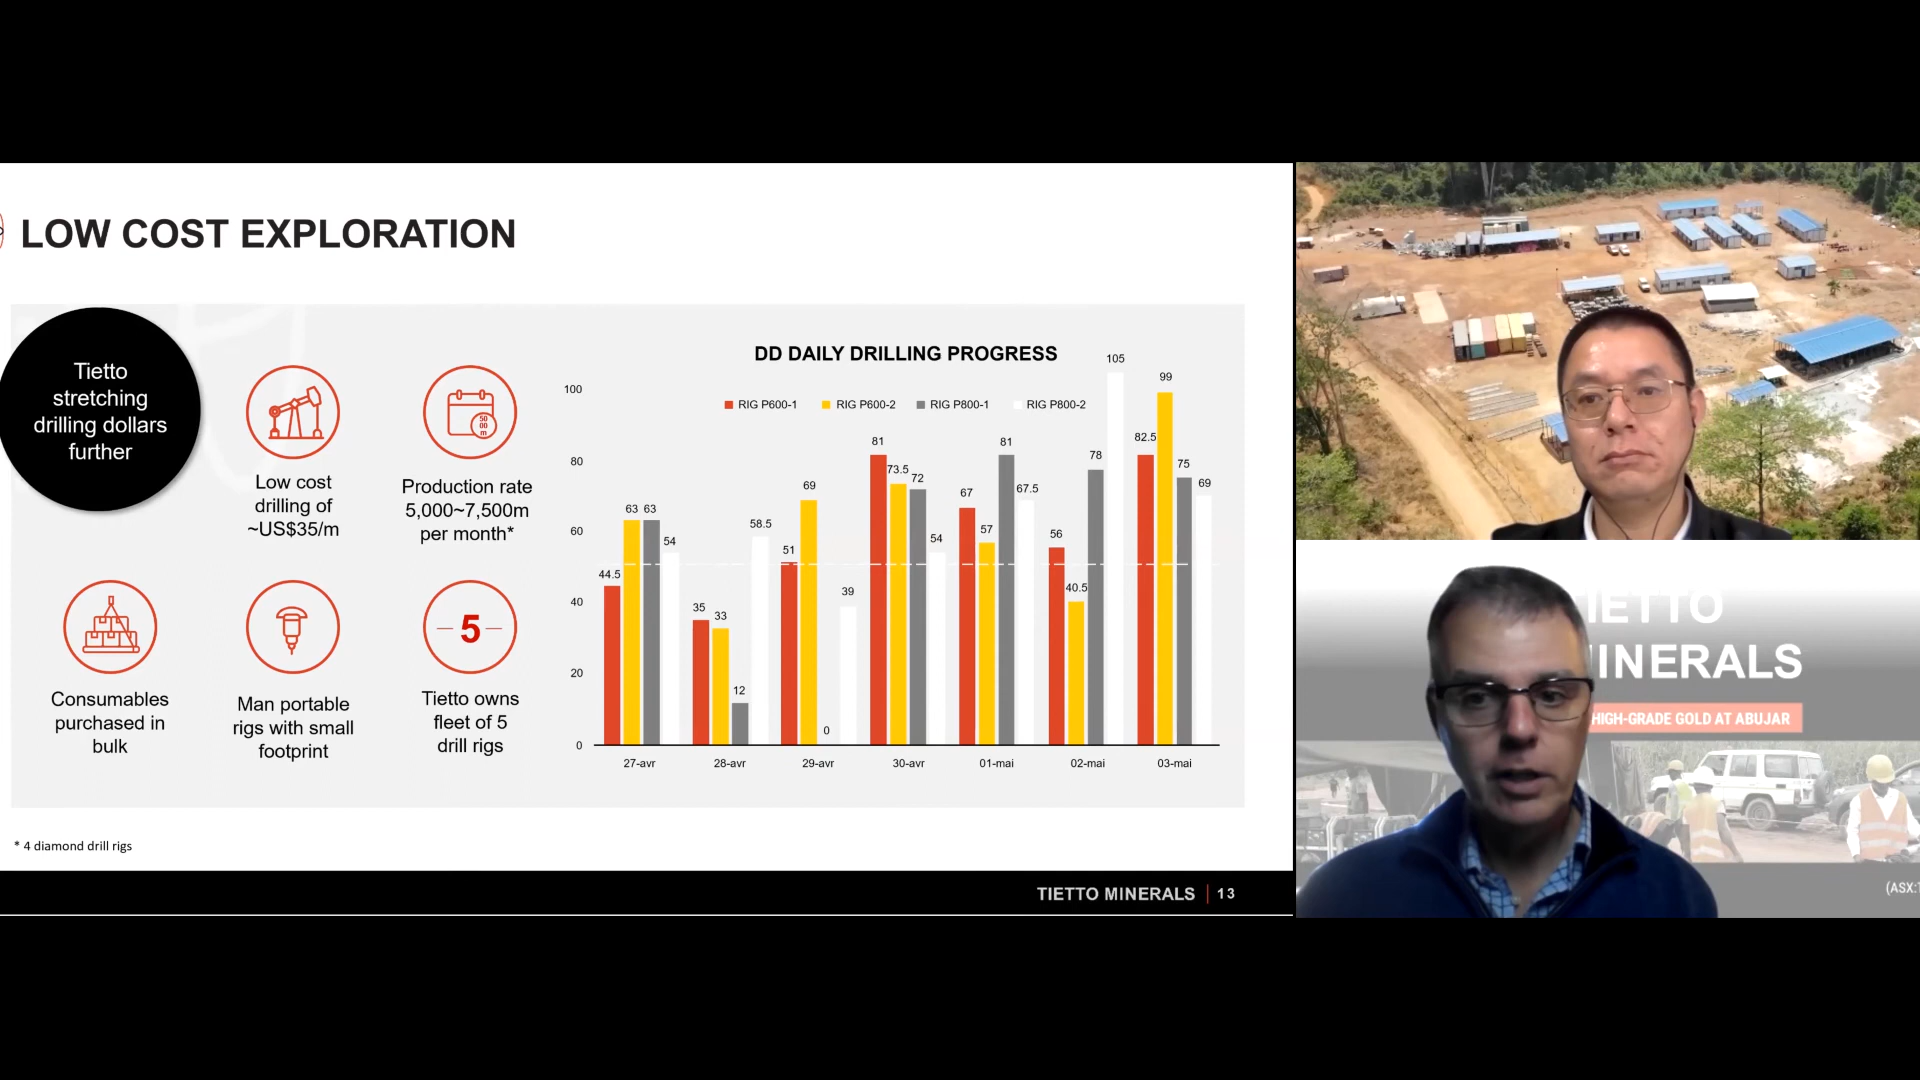 LOW COST EXPLORATION
Tietto
stretching
drilling dollars
further
Low cost
drilling of
~US$35/m
Production rate
5,000~7,500m
per month*
50
00
m
Consumables
purchased in
bulk
Man portable
rigs with small
footprint
5
Tietto owns
fleet of 5
drill rigs
DD DAILY DRILLING PROGRESS
RIG P600-1 RIG P600-2 RIG P800-1 RIG P800-2
100
80
60
40
20
0
44.5 63 63 54
35 33 12 58.5
51 69 0 39
81 73.5 72 54
67 57 81 67.5
56 40.5 78 105
82.5 99 75 69
27-avr 28-avr 29-avr 30-avr 01-mai 02-mai 03-mai
* 4 diamond drill rigs
TIETTO MINERALS | 13
TIETTO
MINERALS
HIGH-GRADE GOLD AT ABUJAR
(ASX: